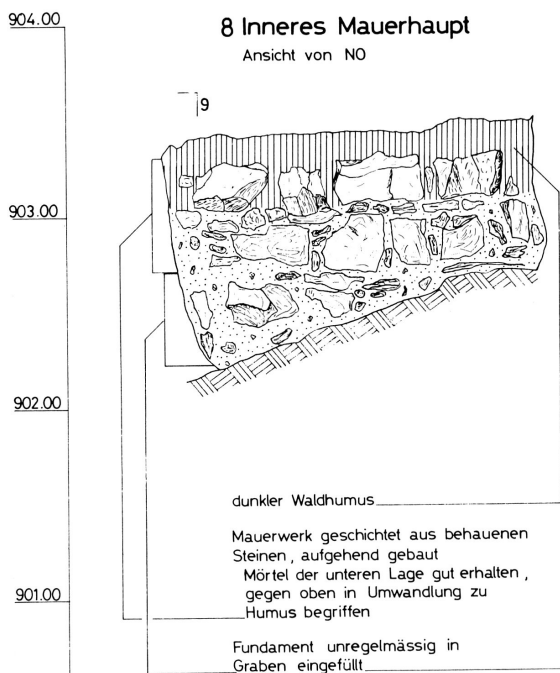 904.00
8 Inneres Mauerhaupt
Ansicht von NO
9
903.00
902.00
dunkler Waldhumus
Mauerwerk geschichtet aus behauenen
Steinen, aufgehend gebaut
Mörtel der unteren Lage gut erhalten,
gegen oben in Umwandlung zu
Humus begriffen
901.00
Fundament unregelmässig in
Graben eingefüllt